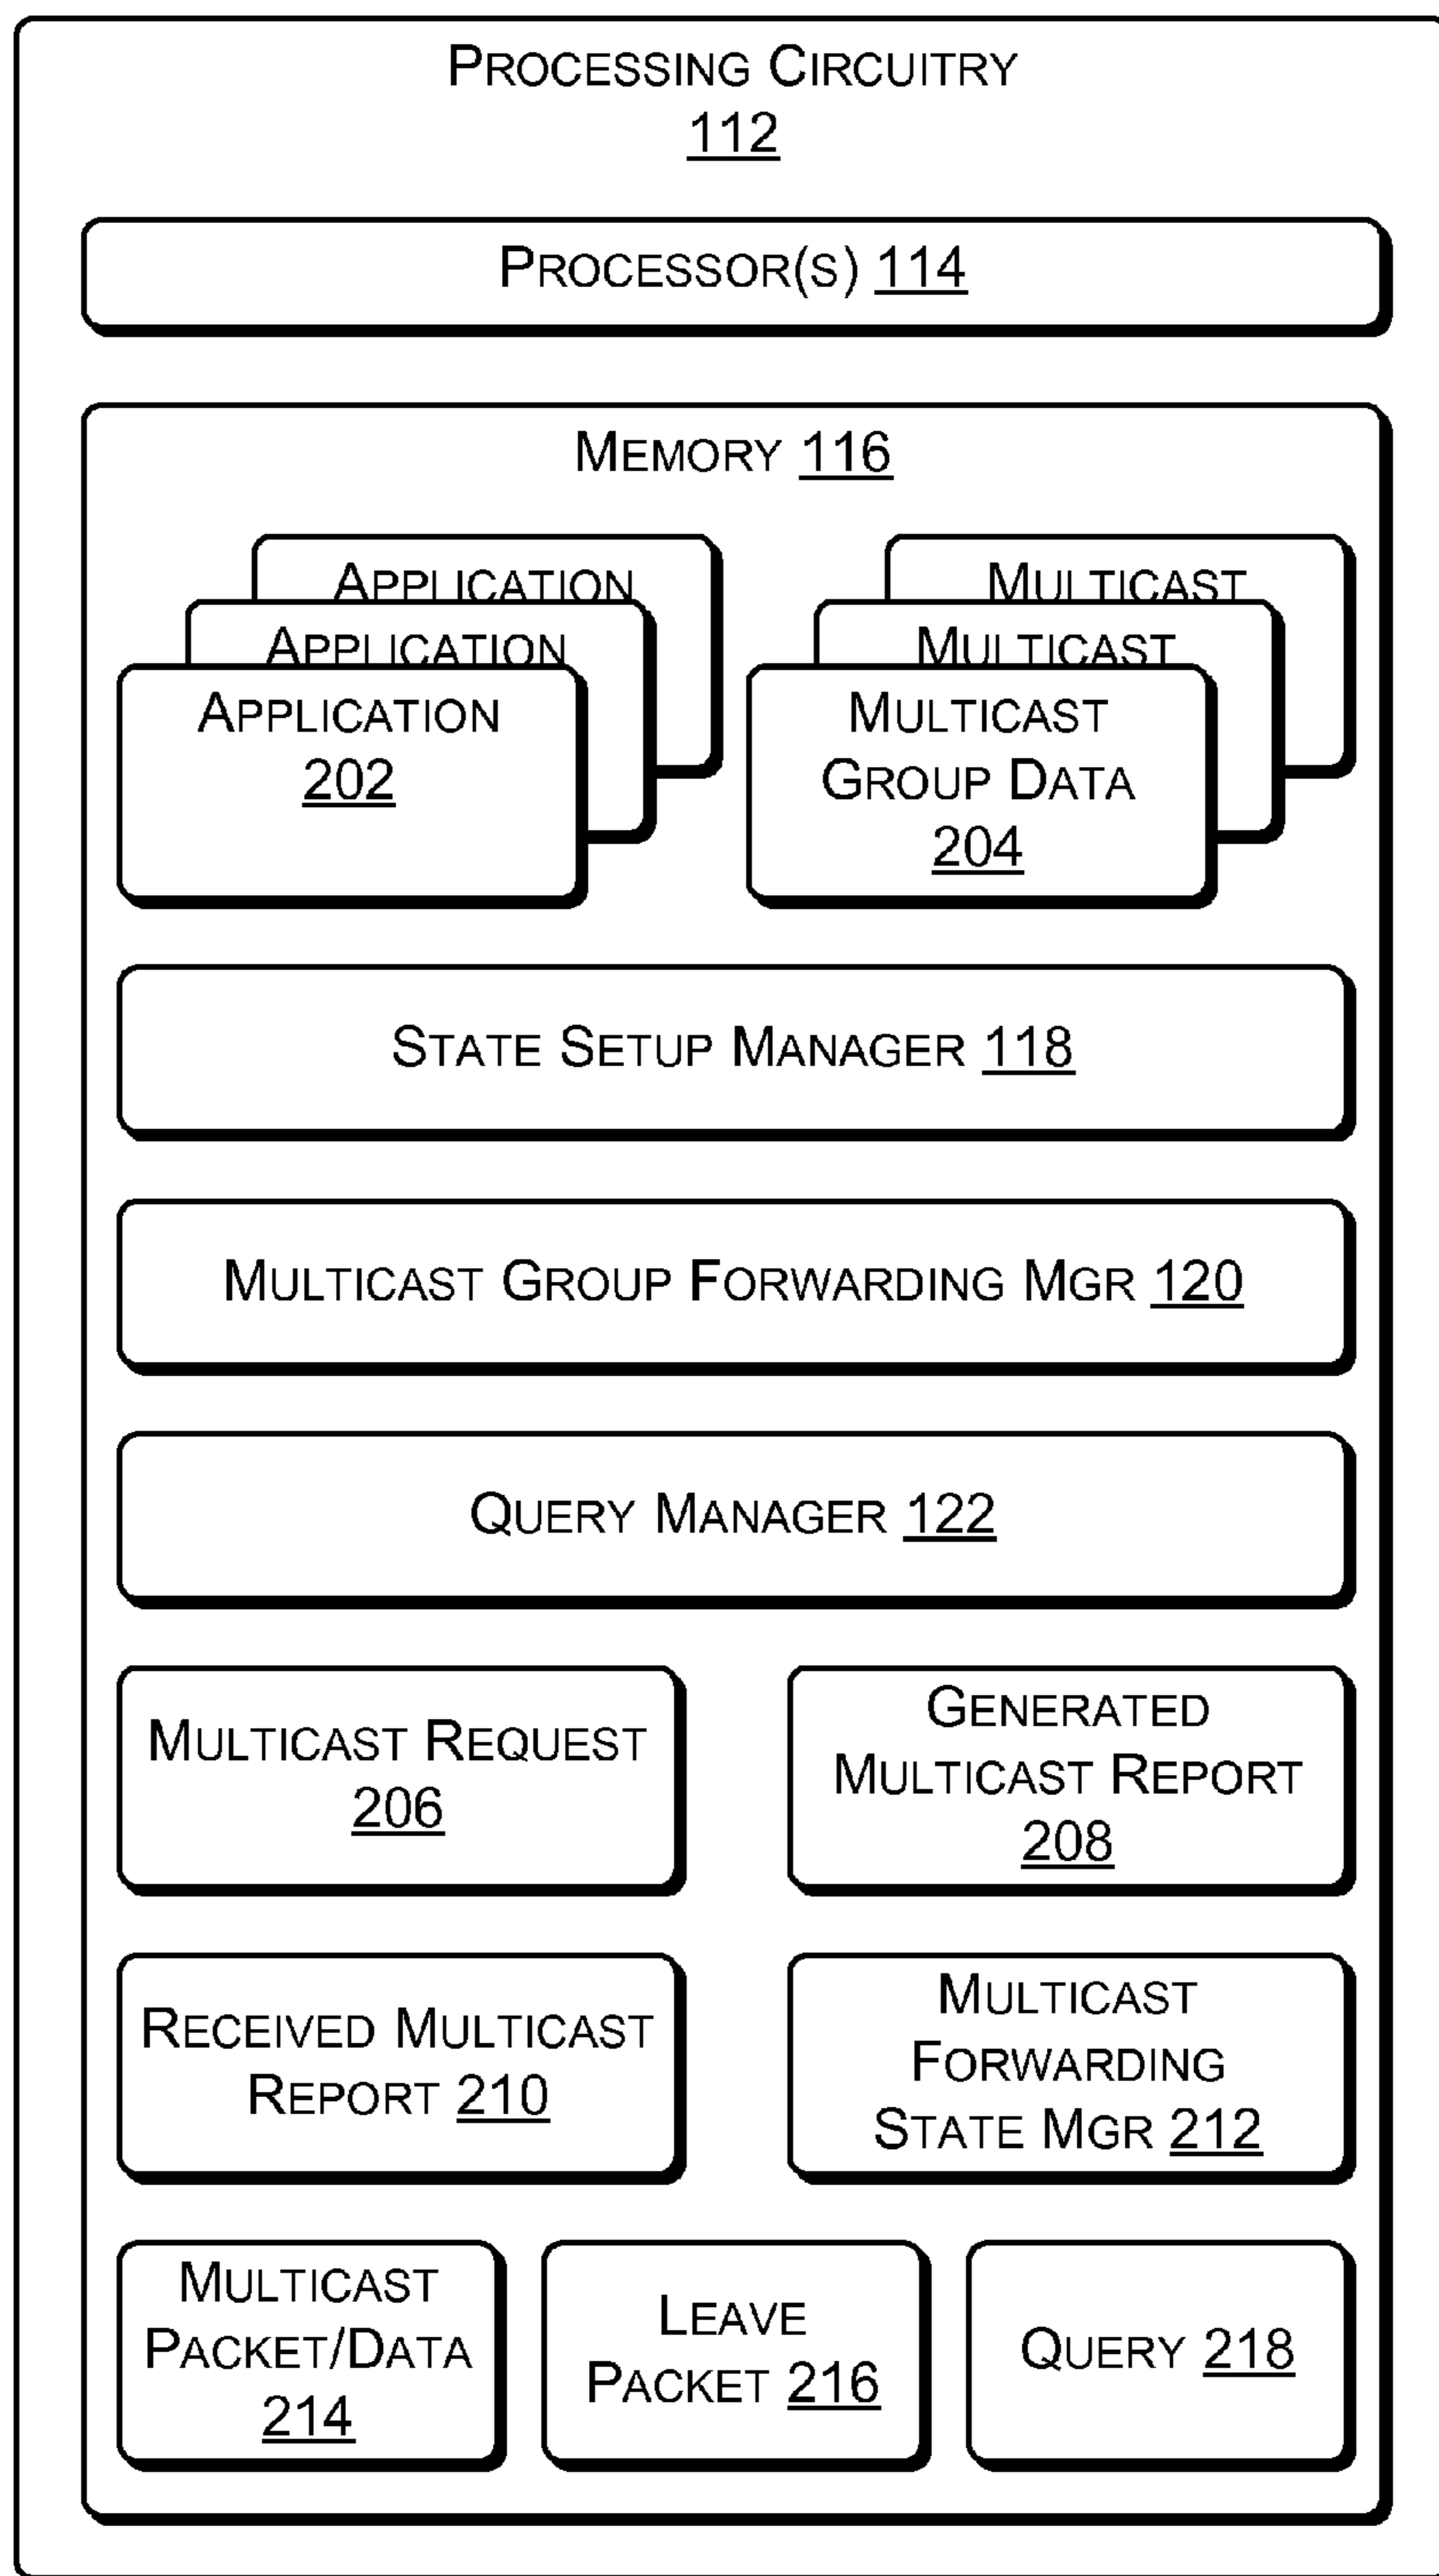 PROCESSING CIRCUITRY
112
PROCESSOR(S) 114
MEMORY 116
APPLICATION
APPLICATION
APPLICATION
202
MULTICAST
MULTICAST
MULTICAST
GROUP DATA
204
STATE SETUP MANAGER 118
MULTICAST GROUP FORWARDING MGR 120
QUERY MANAGER 122
MULTICAST REQUEST
206
GENERATED
MULTICAST REPORT
208
RECEIVED MULTICAST
REPORT 210
MULTICAST
FORWARDING
STATE MGR 212
MULTICAST
PACKET/DATA
214
LEAVE
PACKET 216
QUERY 218